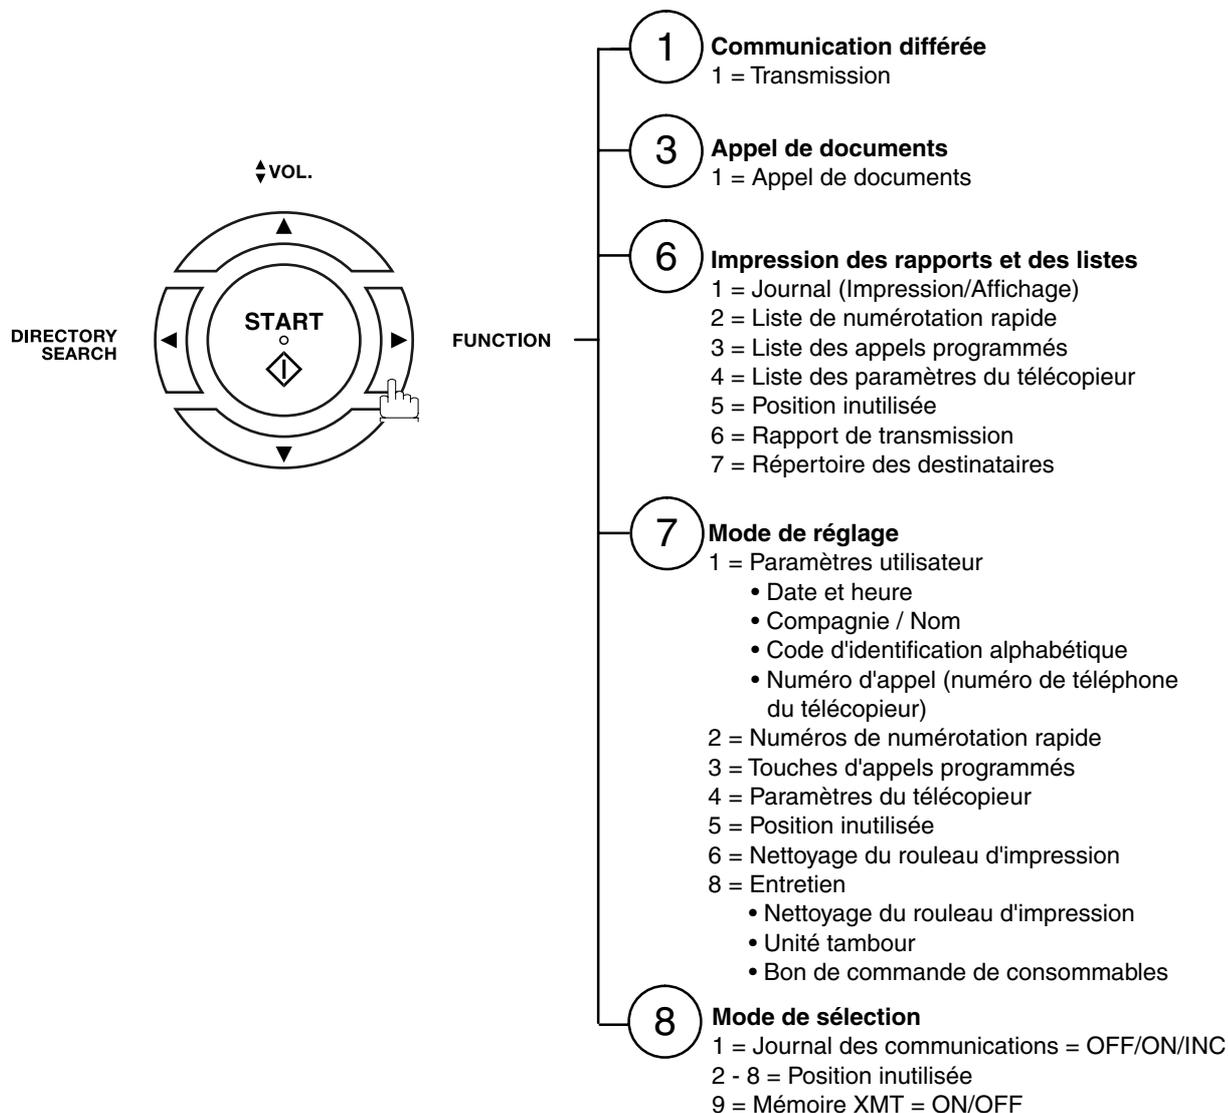 VOL.
DIRECTORY
SEARCH
START
FUNCTION
1
Communication différée
1 = Transmission
3
Appel de documents
1 = Appel de documents
6
Impression des rapports et des listes
1 = Journal (Impression/Affichage)
2 = Liste de numérotation rapide
3 = Liste des appels programmés
4 = Liste des paramètres du télécopieur
5 = Position inutilisée
6 = Rapport de transmission
7 = Répertoire des destinataires
7
Mode de réglage
1 = Paramètres utilisateur
• Date et heure
• Compagnie / Nom
• Code d'identification alphabétique
• Numéro d'appel (numéro de téléphone
du télécopieur)
2 = Numéros de numérotation rapide
3 = Touches d'appels programmés
4 = Paramètres du télécopieur
5 = Position inutilisée
6 = Nettoyage du rouleau d'impression
8 = Entretien
• Nettoyage du rouleau d'impression
• Unité tambour
• Bon de commande de consommables
8
Mode de sélection
1 = Journal des communications = OFF/ON/INC
2 - 8 = Position inutilisée
9 = Mémoire XMT = ON/OFF